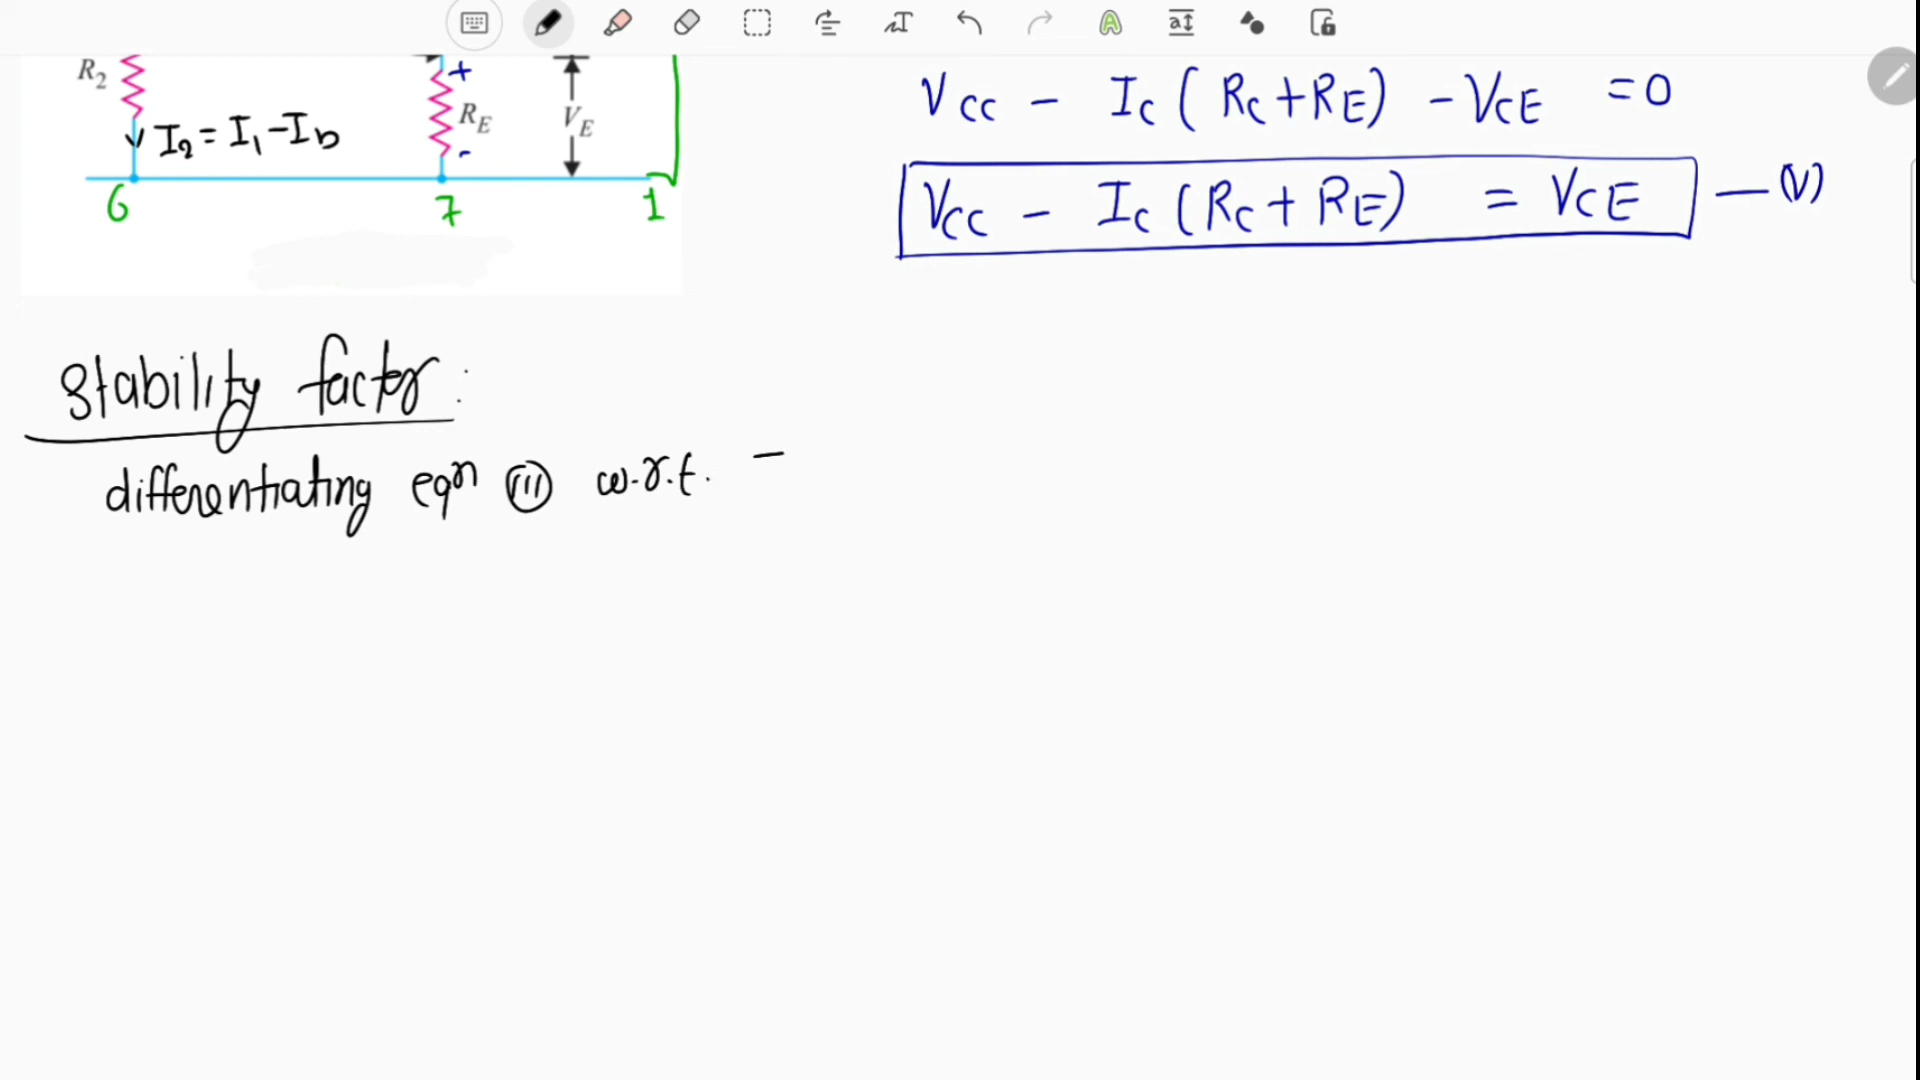 R2
I2 = I1 - Ib
+
RE
-
VE
6
7
1
Vcc - Ic (Rc + RE) - VCE = 0
Vcc - Ic (Rc + RE) = VCE — (V)
Stability factor :
differentiating eqn (iii) w.r.t. -